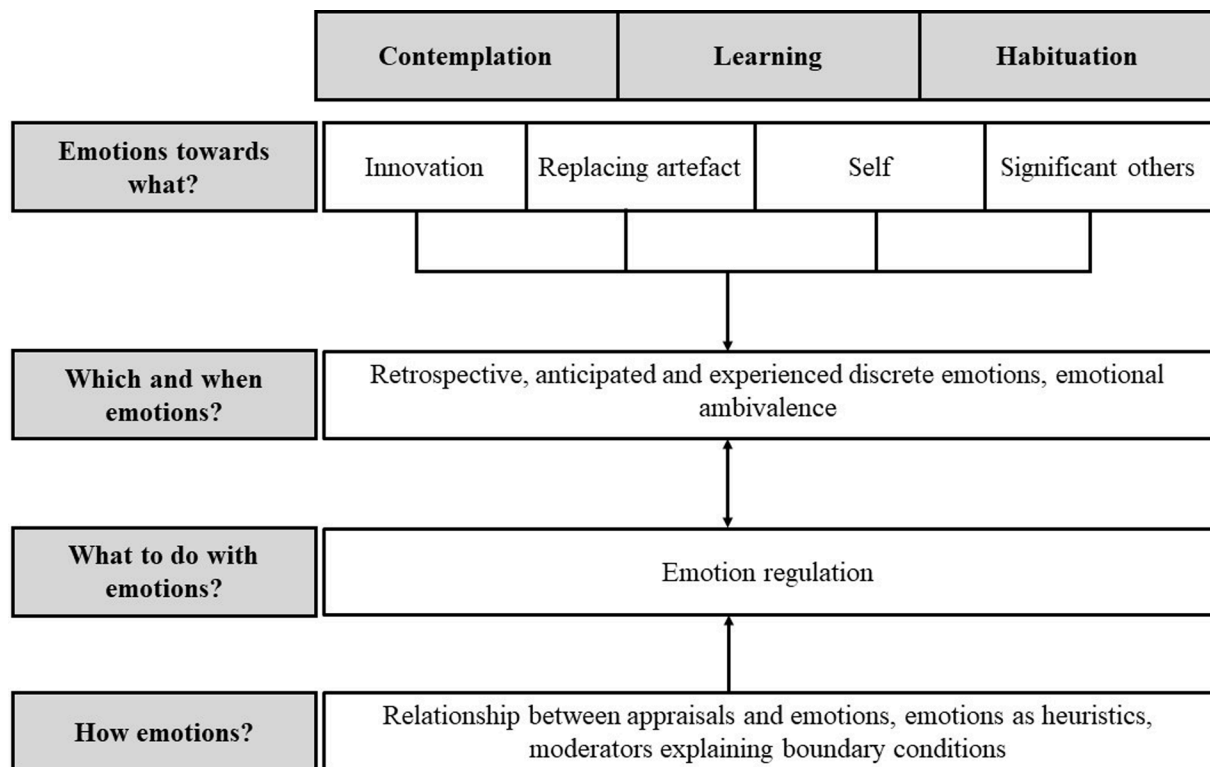 Contemplation Learning Habituation
Emotions towards what?
Innovation Replacing artefact Self Significant others
Which and when emotions?
Retrospective, anticipated and experienced discrete emotions, emotional
ambivalence
What to do with emotions?
Emotion regulation
How emotions?
Relationship between appraisals and emotions, emotions as heuristics,
moderators explaining boundary conditions